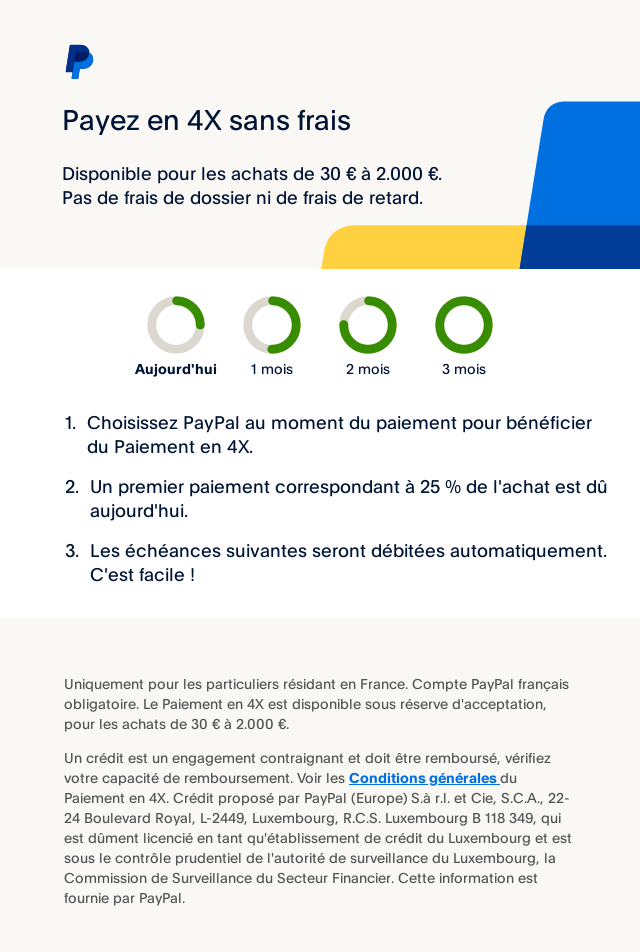 Payez en 4X sans frais
Disponible pour les achats de 30 € à 2.000 €.
Pas de frais de dossier ni de frais de retard.
Aujourd'hui 1 mois 2 mois 3 mois
1. Choisissez PayPal au moment du paiement pour bénéficier
du Paiement en 4X.
2. Un premier paiement correspondant à 25 % de l'achat est dû
aujourd'hui.
3. Les échéances suivantes seront débitées automatiquement.
C'est facile !
Uniquement pour les particuliers résidant en France. Compte PayPal français
obligatoire. Le Paiement en 4X est disponible sous réserve d'acceptation,
pour les achats de 30 € à 2.000 €.
Un crédit est un engagement contraignant et doit être remboursé, vérifiez
votre capacité de remboursement. Voir les Conditions générales du
Paiement en 4X. Crédit proposé par PayPal (Europe) S.à r.l. et Cie, S.C.A., 22-
24 Boulevard Royal, L-2449, Luxembourg, R.C.S. Luxembourg B 118 349, qui
est dûment licencié en tant qu'établissement de crédit du Luxembourg et est
sous le contrôle prudentiel de l'autorité de surveillance du Luxembourg, la
Commission de Surveillance du Secteur Financier. Cette information est
fournie par PayPal.